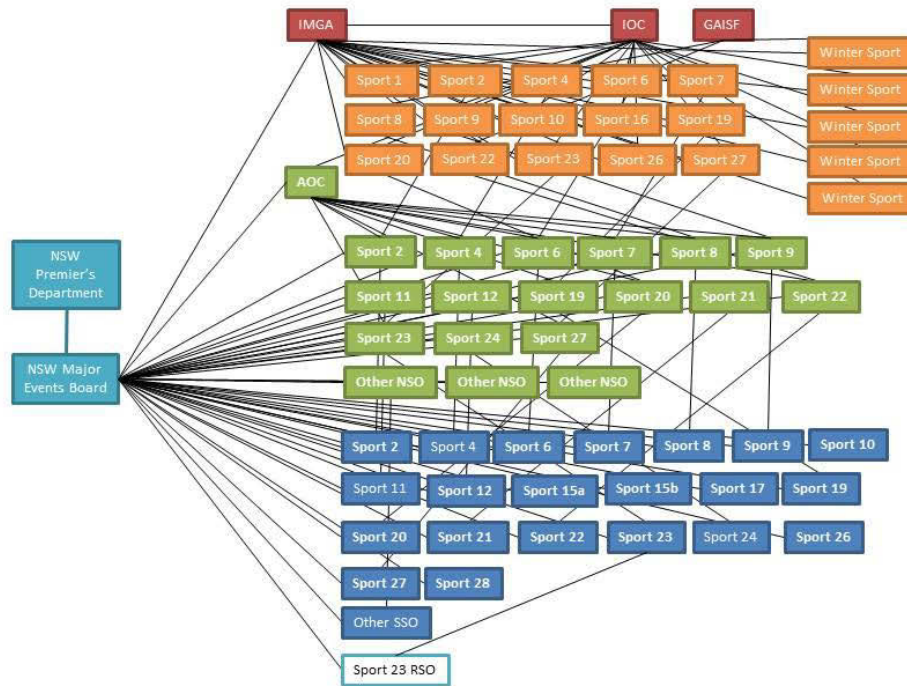 IMGA
IOC
GAISF
Winter Sport
Sport 1
Sport 2
Sport 4
Sport 6
Sport 7
Winter Sport
Sport 8
Sport 9
Sport 10
Sport 16
Sport 19
Winter Sport
Sport 20
Sport 22
Sport 23
Sport 26
Sport 27
Winter Sport
AOC
Winter Sport
NSW
Premier's
Department
Sport 2
Sport 4
Sport 6
Sport 7
Sport 8
Sport 9
Sport 11
Sport 12
Sport 19
Sport 20
Sport 21
Sport 22
Sport 23
Sport 24
Sport 27
NSW Major
Events Board
Other NSO
Other NSO
Other NSO
Sport 2
Sport 4
Sport 6
Sport 7
Sport 8
Sport 9
Sport 10
Sport 11
Sport 12
Sport 15a
Sport 15b
Sport 17
Sport 19
Sport 20
Sport 21
Sport 22
Sport 23
Sport 24
Sport 26
Sport 27
Sport 28
Other SSO
Sport 23 RSO